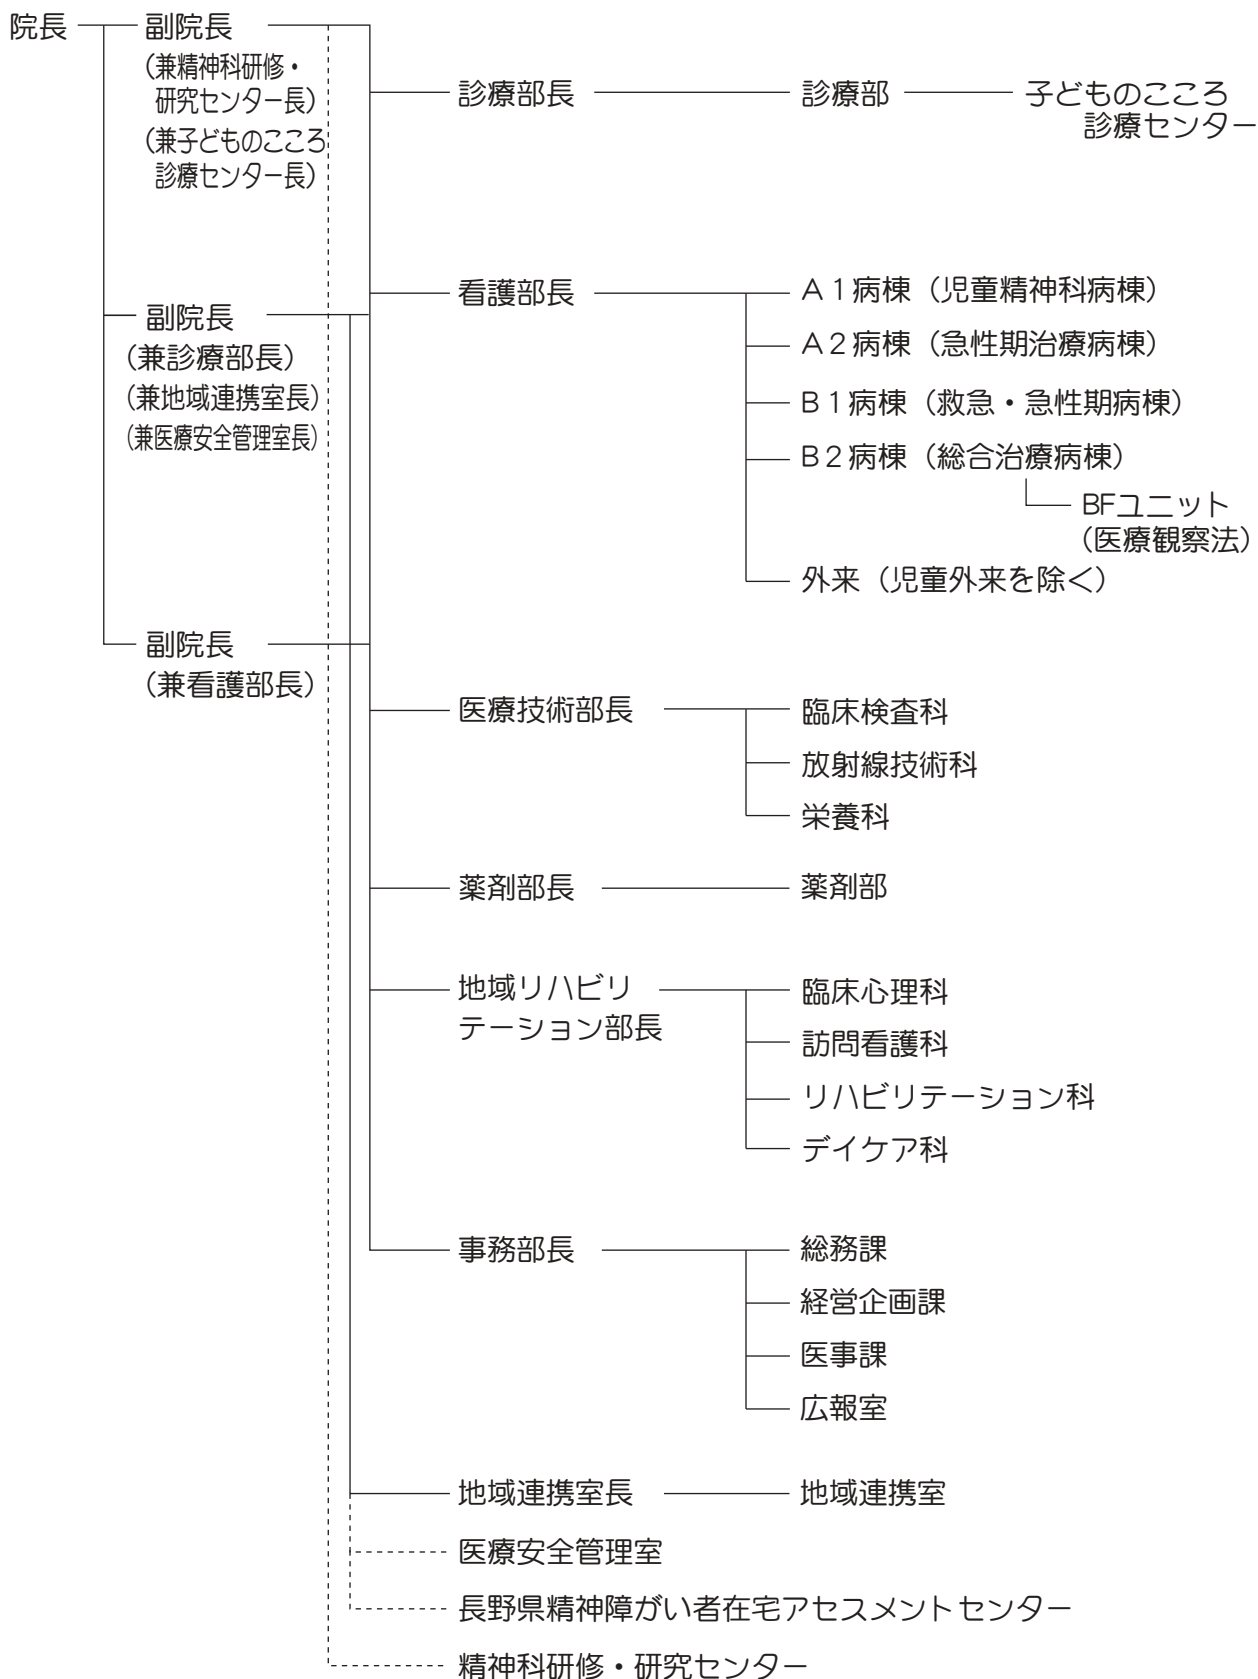 院長
副院長
(兼精神科研修・
研究センター長)
(兼子どものこころ
診療センター長)
副院長
(兼診療部長)
(兼地域連携室長)
(兼医療安全管理室長)
副院長
(兼看護部長)
診療部長
診療部
子どものこころ
診療センター
看護部長
A1病棟(児童精神科病棟)
A2病棟(急性期治療病棟)
B1病棟(救急・急性期病棟)
B2病棟(総合治療病棟)
BFユニット
(医療観察法)
外来(児童外来を除く)
医療技術部長
臨床検査科
放射線技術科
栄養科
薬剤部長
薬剤部
地域リハビリ
テーション部長
臨床心理科
訪問看護科
リハビリテーション科
デイケア科
事務部長
総務課
経営企画課
医事課
広報室
地域連携室長
地域連携室
医療安全管理室
長野県精神障がい者在宅アセスメントセンター
精神科研修・研究センター